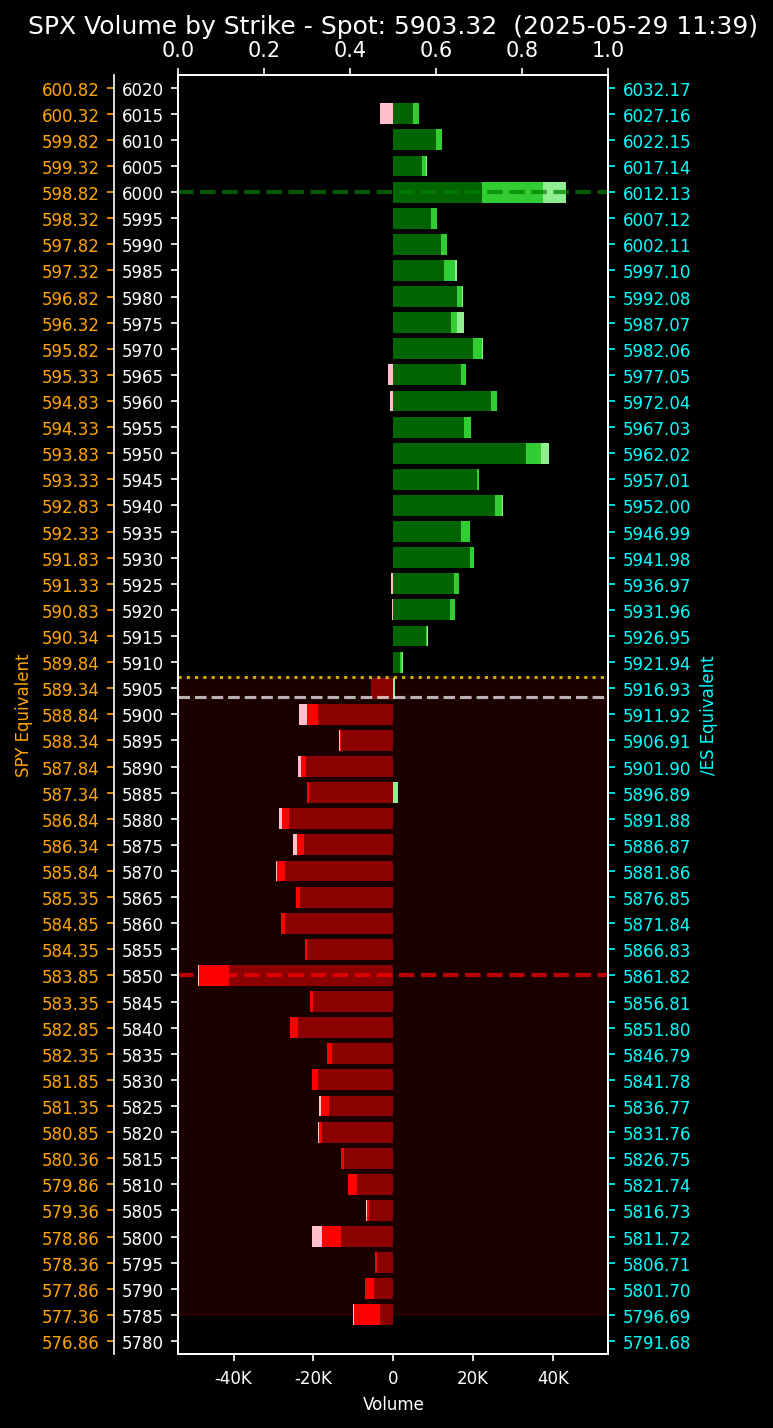 SPX Volume by Strike - Spot: 5903.32 (2025-05-29 11:39)
0.0 0.2 0.4 0.6 0.8 1.0
600.82 6020 6032.17
600.32 6015 6027.16
599.82 6010 6022.15
599.32 6005 6017.14
598.82 6000 6012.13
598.32 5995 6007.12
597.82 5990 6002.11
597.32 5985 5997.10
596.82 5980 5992.08
596.32 5975 5987.07
595.82 5970 5982.06
595.33 5965 5977.05
594.83 5960 5972.04
594.33 5955 5967.03
593.83 5950 5962.02
593.33 5945 5957.01
592.83 5940 5952.00
592.33 5935 5946.99
591.83 5930 5941.98
591.33 5925 5936.97
590.83 5920 5931.96
590.34 5915 5926.95
589.84 5910 5921.94
589.34 5905 5916.93
588.84 5900 5911.92
588.34 5895 5906.91
587.84 5890 5901.90
587.34 5885 5896.89
586.84 5880 5891.88
586.34 5875 5886.87
585.84 5870 5881.86
585.35 5865 5876.85
584.85 5860 5871.84
584.35 5855 5866.83
583.85 5850 5861.82
583.35 5845 5856.81
582.85 5840 5851.80
582.35 5835 5846.79
581.85 5830 5841.78
581.35 5825 5836.77
580.85 5820 5831.76
580.36 5815 5826.75
579.86 5810 5821.74
579.36 5805 5816.73
578.86 5800 5811.72
578.36 5795 5806.71
577.86 5790 5801.70
577.36 5785 5796.69
576.86 5780 5791.68
SPY Equivalent
/ES Equivalent
-40K -20K 0 20K 40K
Volume